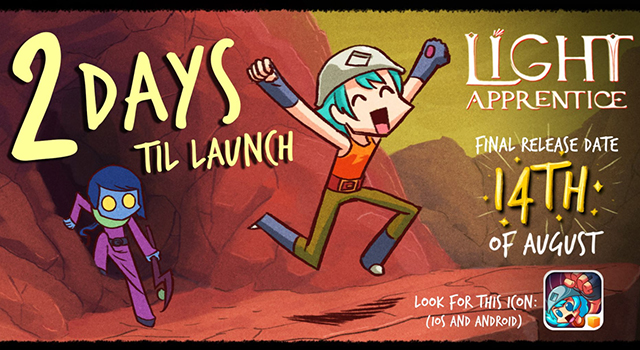 2 DAYS
TIL LAUNCH
LIGHT
APPRENTICE
FINAL RELEASE DATE
14TH
OF AUGUST
LOOK FOR THIS ICON:
(IOS AND ANDROID)